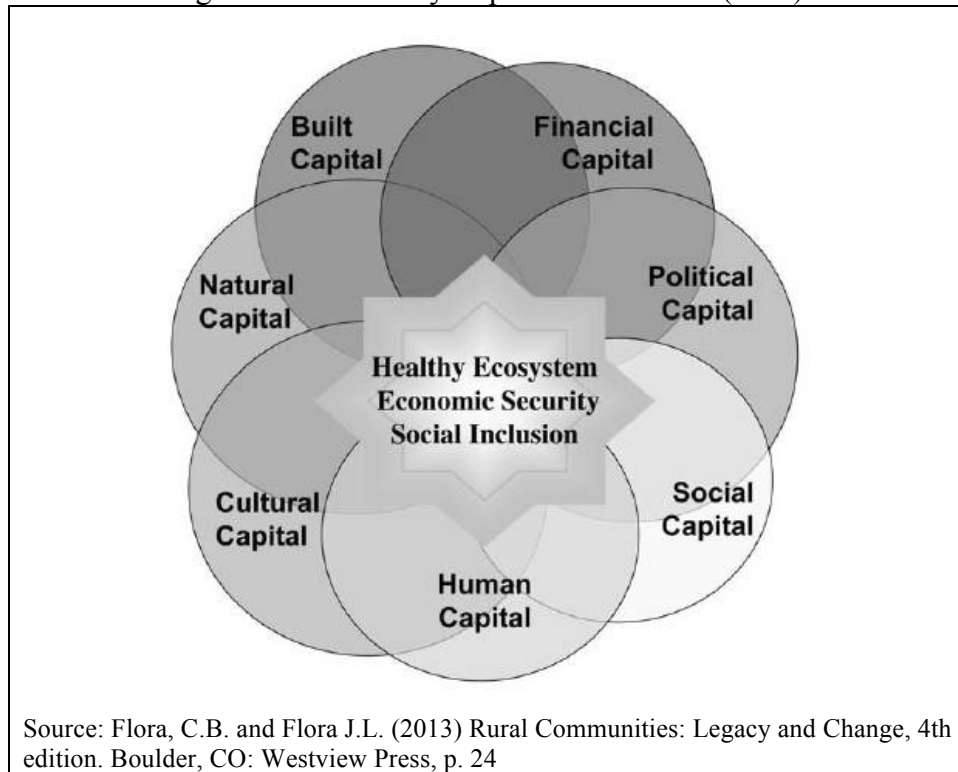 Built
Capital
Financial
Capital
Natural
Capital
Political
Capital
Healthy Ecosystem
Economic Security
Social Inclusion
Cultural
Capital
Social
Capital
Human
Capital
Source: Flora, C.B. and Flora J.L. (2013) Rural Communities: Legacy and Change, 4th
edition. Boulder, CO: Westview Press, p. 24